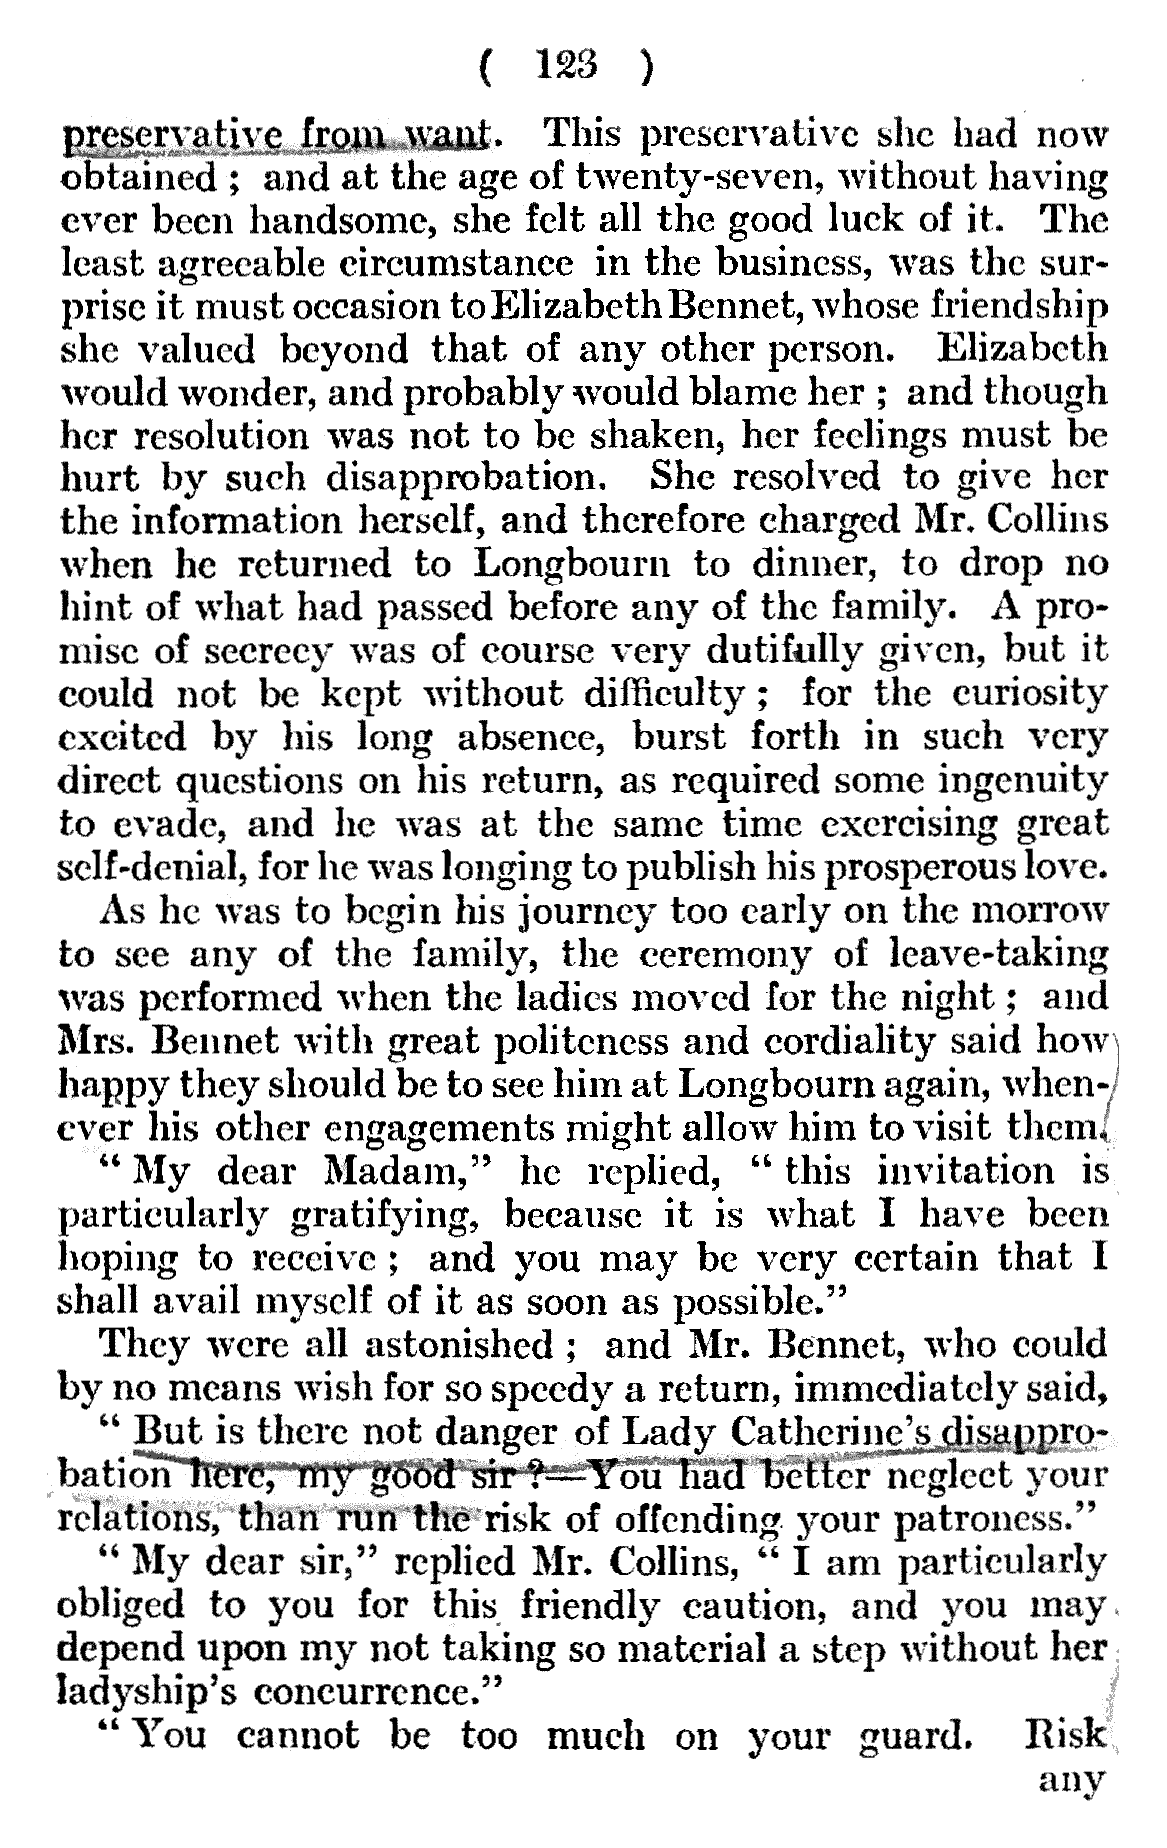 ( 123 )
preservative from want. This preservative she had now
obtained ; and at the age of twenty-seven, without having
ever been handsome, she felt all the good luck of it. The
least agreeable circumstance in the business, was the sur-
prise it must occasion to Elizabeth Bennet, whose friendship
she valued beyond that of any other person. Elizabeth
would wonder, and probably would blame her ; and though
her resolution was not to be shaken, her feelings must be
hurt by such disapprobation. She resolved to give her
the information herself, and therefore charged Mr. Collins
when he returned to Longbourn to dinner, to drop no
hint of what had passed before any of the family. A pro-
mise of secrecy was of course very dutifully given, but it
could not be kept without difficulty ; for the curiosity
excited by his long absence, burst forth in such very
direct questions on his return, as required some ingenuity
to evade, and he was at the same time exercising great
self-denial, for he was longing to publish his prosperous love.
As he was to begin his journey too early on the morrow
to see any of the family, the ceremony of leave-taking
was performed when the ladies moved for the night ; and
Mrs. Bennet with great politeness and cordiality said how
happy they should be to see him at Longbourn again, when-
ever his other engagements might allow him to visit them.
“ My dear Madam,” he replied, “ this invitation is
particularly gratifying, because it is what I have been
hoping to receive ; and you may be very certain that I
shall avail myself of it as soon as possible.”
They were all astonished ; and Mr. Bennet, who could
by no means wish for so speedy a return, immediately said,
“ But is there not danger of Lady Catherine’s disappro-
bation here, my good sir ?—You had better neglect your
relations, than run the risk of offending your patroness.”
“ My dear sir,” replied Mr. Collins, “ I am particularly
obliged to you for this friendly caution, and you may
depend upon my not taking so material a step without her
ladyship’s concurrence.”
“ You cannot be too much on your guard. Risk
any